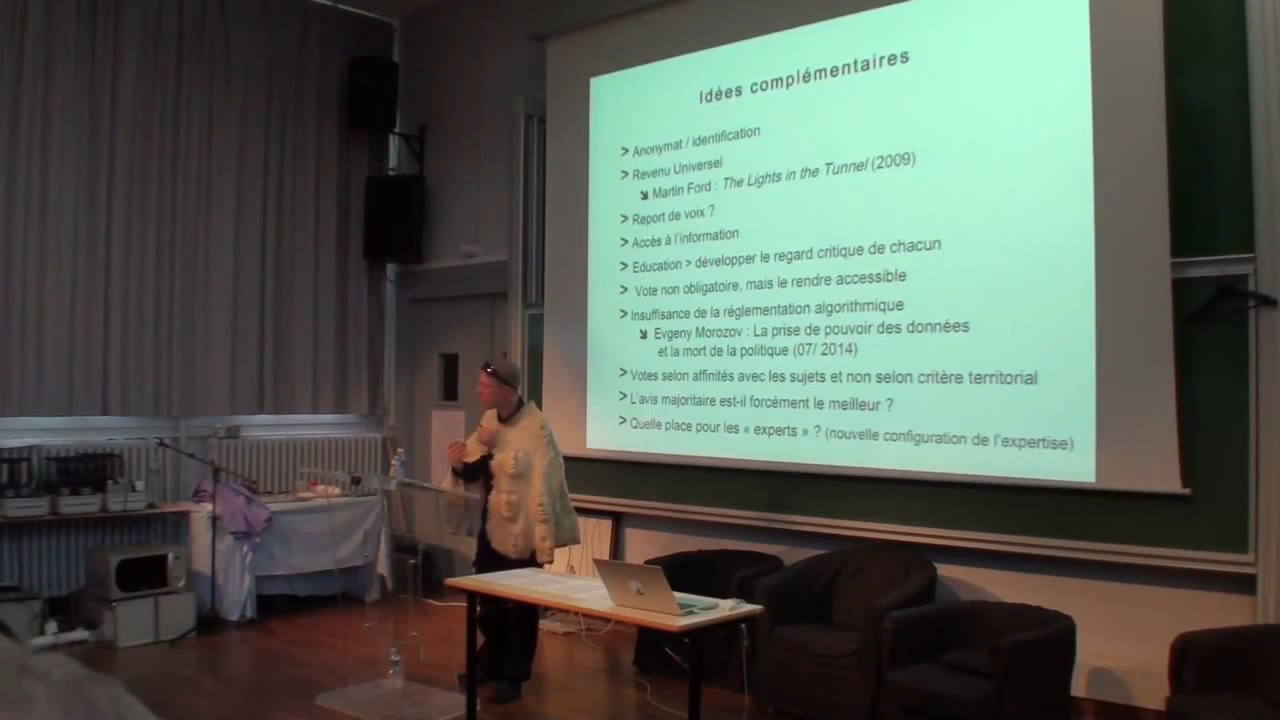 Idées complémentaires
> Anonymat / identification
> Revenu Universel
➘ Martin Ford : The Lights in the Tunnel (2009)
> Report de voix ?
> Accès à l'information
> Education > développer le regard critique de chacun
> Vote non obligatoire, mais le rendre accessible
> Insuffisance de la réglementation algorithmique
➘ Evgeny Morozov : La prise de pouvoir des données
et la mort de la politique (07/ 2014)
> Votes selon affinités avec les sujets et non selon critère territorial
> L'avis majoritaire est-il forcément le meilleur ?
> Quelle place pour les « experts » ? (nouvelle configuration de l'expertise)